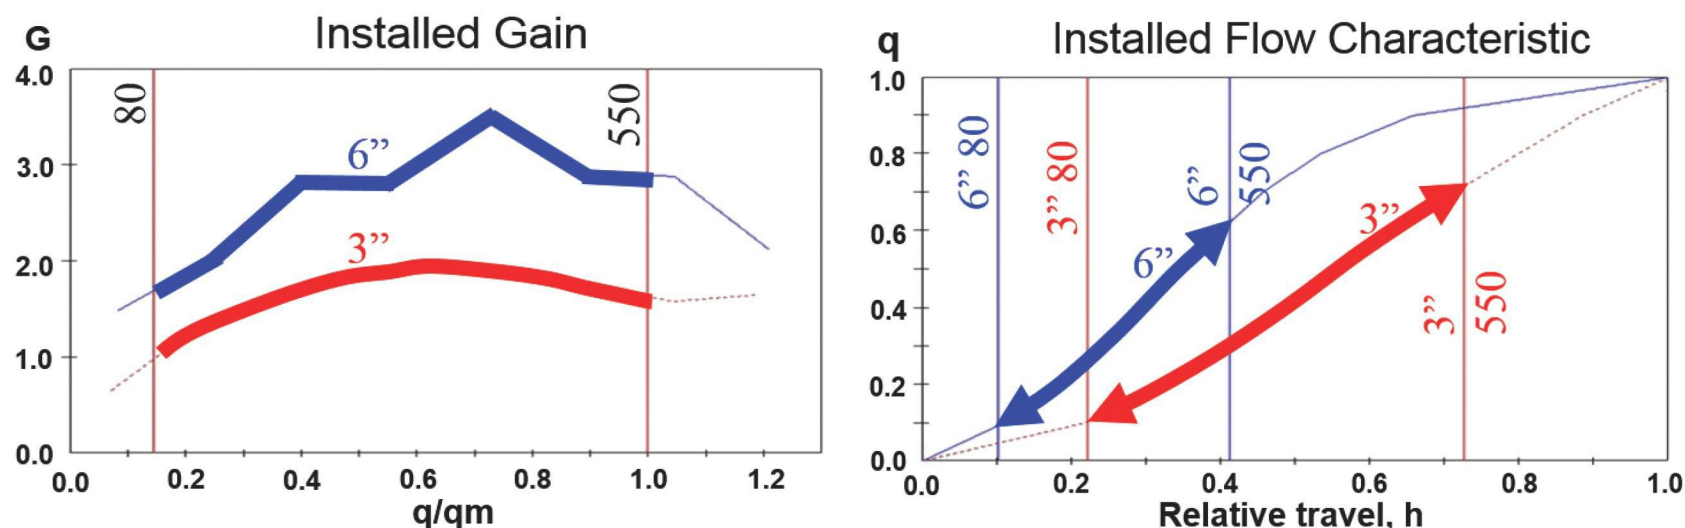 Installed Gain
G
4.0
3.0
2.0
1.0
0.0
80
550
6”
3”
0.0 0.2 0.4 0.6 0.8 1.0 1.2
q/qm
Installed Flow Characteristic
q
1.0
0.8
0.6
0.4
0.2
0.0
6” 80
3” 80
6”
550
6”
3”
3”
550
0.0 0.2 0.4 0.6 0.8 1.0
Relative travel, h